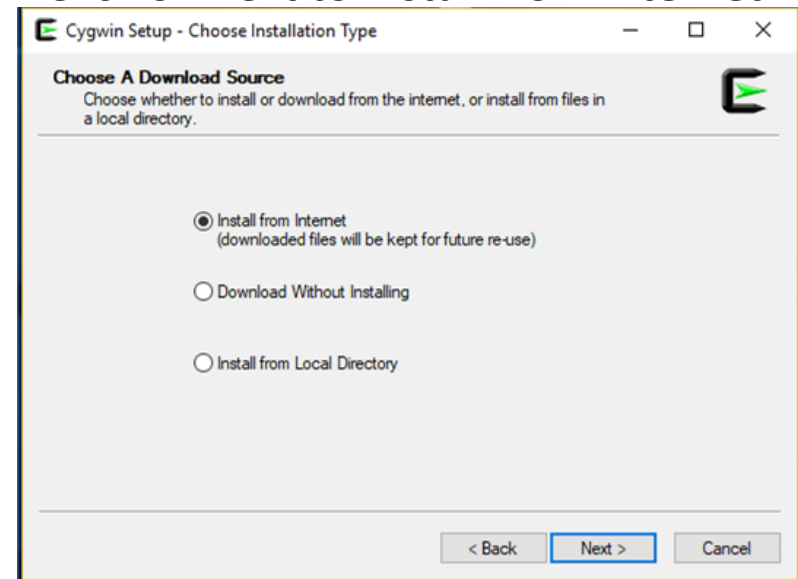 Cygwin Setup - Choose Installation Type
Choose A Download Source
Choose whether to install or download from the internet, or install from files in
a local directory.
Install from Internet
(downloaded files will be kept for future re-use)
Download Without Installing
Install from Local Directory
< Back
Next >
Cancel